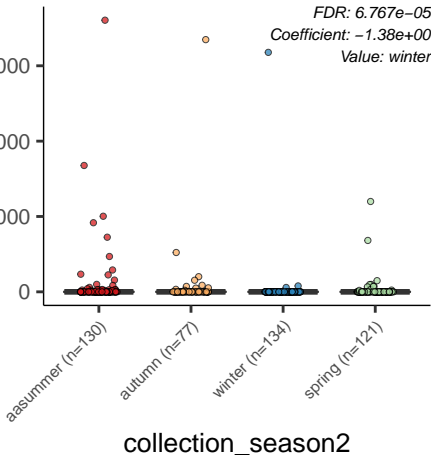 FDR: 6.767e−05
Coefficient: −1.38e+00
Value: winter
000
000
000
0
aasummer (n=130)
autumn (n=77)
winter (n=134)
spring (n=121)
collection_season2